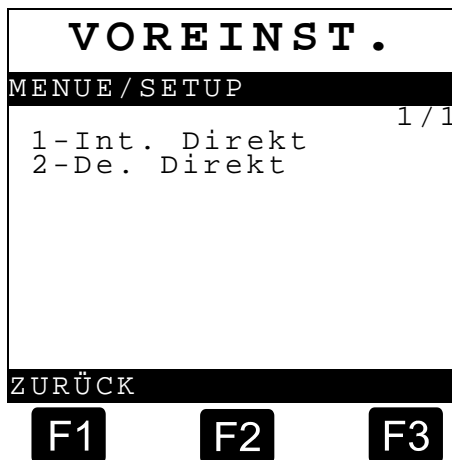 VOREINST.
MENUE/SETUP
1/1
1-Int. Direkt
2-De. Direkt
ZURÜCK
F1 F2 F3